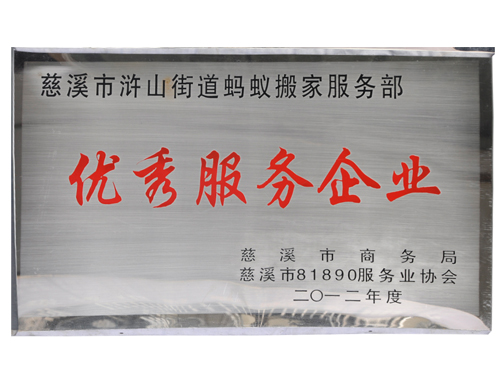 慈溪市浒山街道蚂蚁搬家服务部
优秀服务企业
慈溪市商务局
慈溪市81890服务业协会
二〇一二年度